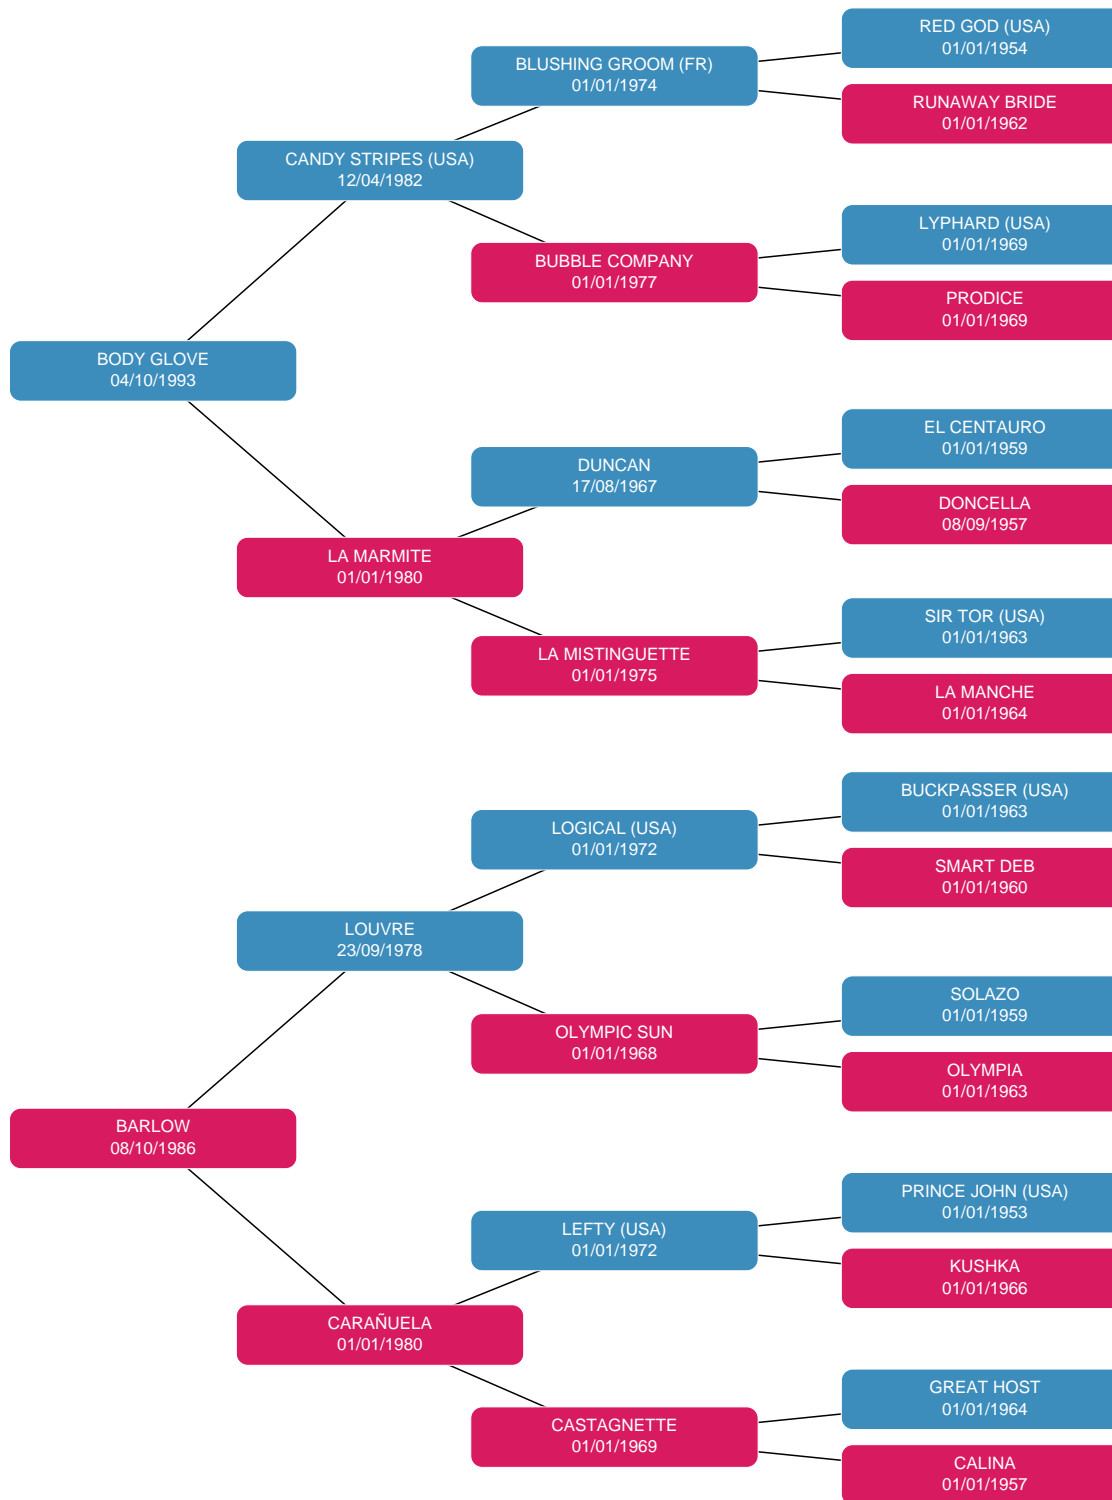 RED GOD (USA)
01/01/1954
BLUSHING GROOM (FR)
01/01/1974
RUNAWAY BRIDE
01/01/1962
CANDY STRIPES (USA)
12/04/1982
LYPHARD (USA)
01/01/1969
BUBBLE COMPANY
01/01/1977
PRODICE
01/01/1969
BODY GLOVE
04/10/1993
EL CENTAURO
01/01/1959
DUNCAN
17/08/1967
DONCELLA
08/09/1957
LA MARMITE
01/01/1980
SIR TOR (USA)
01/01/1963
LA MISTINGUETTE
01/01/1975
LA MANCHE
01/01/1964
BUCKPASSER (USA)
01/01/1963
LOGICAL (USA)
01/01/1972
SMART DEB
01/01/1960
LOUVRE
23/09/1978
SOLAZO
01/01/1959
OLYMPIC SUN
01/01/1968
OLYMPIA
01/01/1963
BARLOW
08/10/1986
PRINCE JOHN (USA)
01/01/1953
LEFTY (USA)
01/01/1972
KUSHKA
01/01/1966
CARAÑUELA
01/01/1980
GREAT HOST
01/01/1964
CASTAGNETTE
01/01/1969
CALINA
01/01/1957